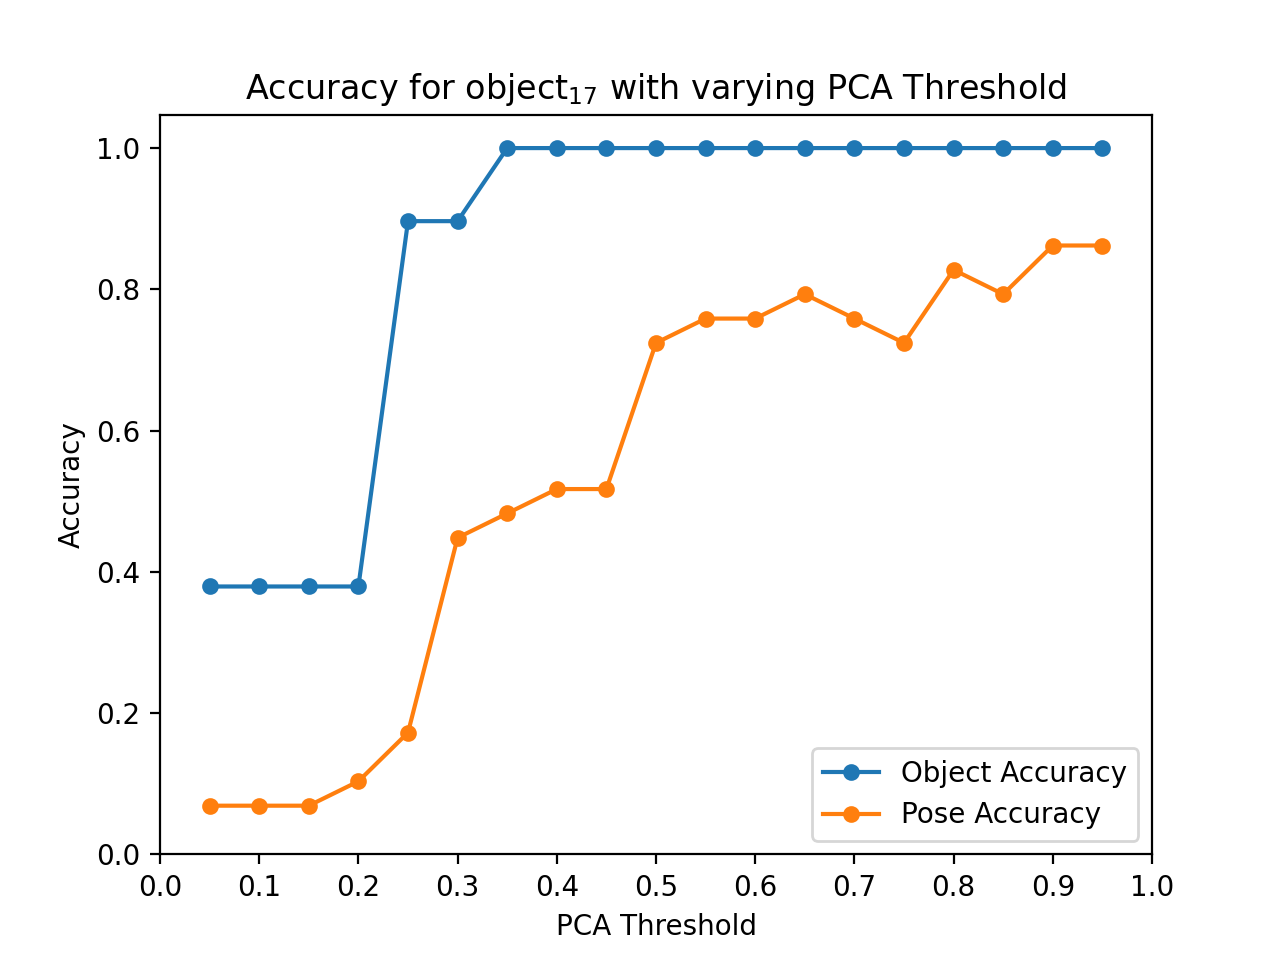 Accuracy for object₁₇ with varying PCA Threshold
1.0
0.8
0.6
0.4
0.2
0.0
Accuracy
Object Accuracy
Pose Accuracy
0.0 0.1 0.2 0.3 0.4 0.5 0.6 0.7 0.8 0.9 1.0
PCA Threshold